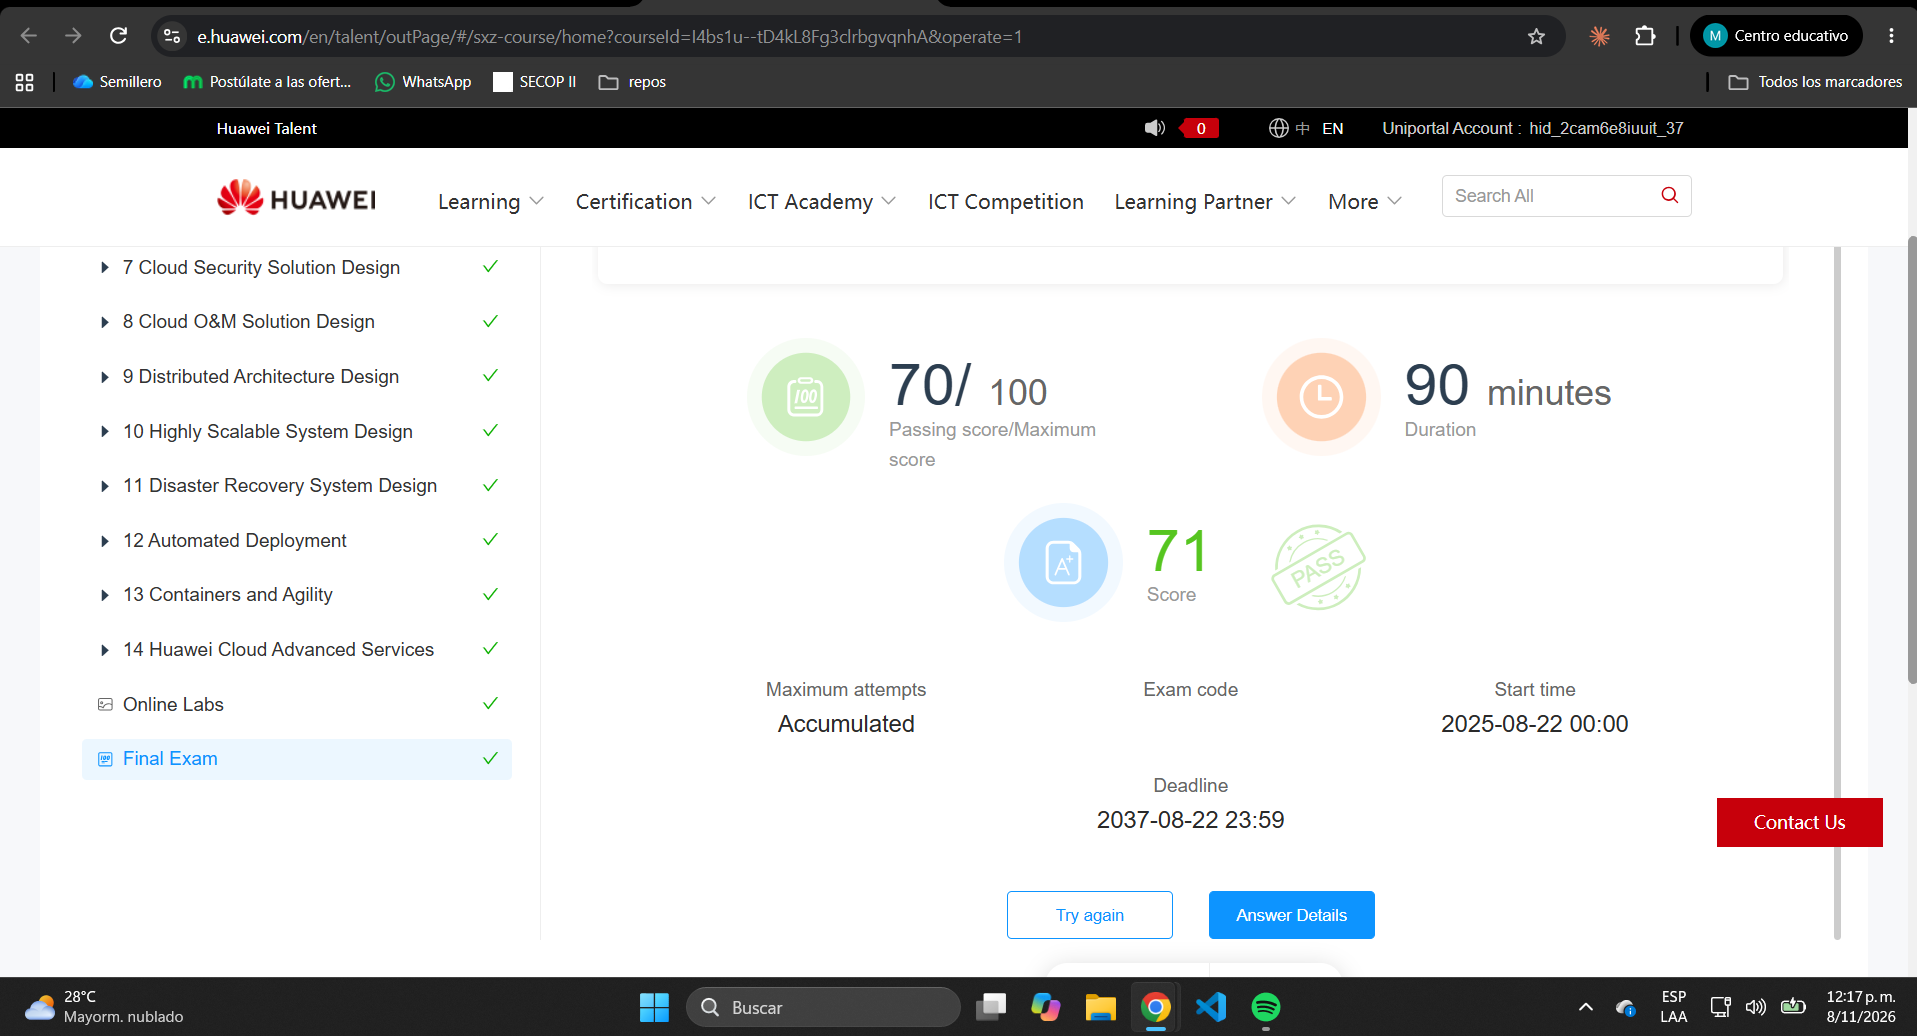 e.huawei.com/en/talent/outPage/#/sxz-course/home?courseId=I4bs1u--tD4kL8Fg3clrbgvqnhA&operate=1
M Centro educativo
Semillero
Postúlate a las ofert...
WhatsApp
SECOP II
repos
Todos los marcadores
Huawei Talent
0
中 EN
Uniportal Account : hid_2cam6e8iuuit_37
HUAWEI
Learning
Certification
ICT Academy
ICT Competition
Learning Partner
More
Search All
7 Cloud Security Solution Design
8 Cloud O&M Solution Design
9 Distributed Architecture Design
10 Highly Scalable System Design
11 Disaster Recovery System Design
12 Automated Deployment
13 Containers and Agility
14 Huawei Cloud Advanced Services
Online Labs
100 Final Exam
100
70/ 100
Passing score/Maximum
score
90 minutes
Duration
A+
71
Score
PASS
Maximum attempts
Accumulated
Exam code
Start time
2025-08-22 00:00
Deadline
2037-08-22 23:59
Contact Us
Try again
Answer Details
28°C
Mayorm. nublado
Buscar
ESP
LAA
12:17 p. m.
8/11/2026